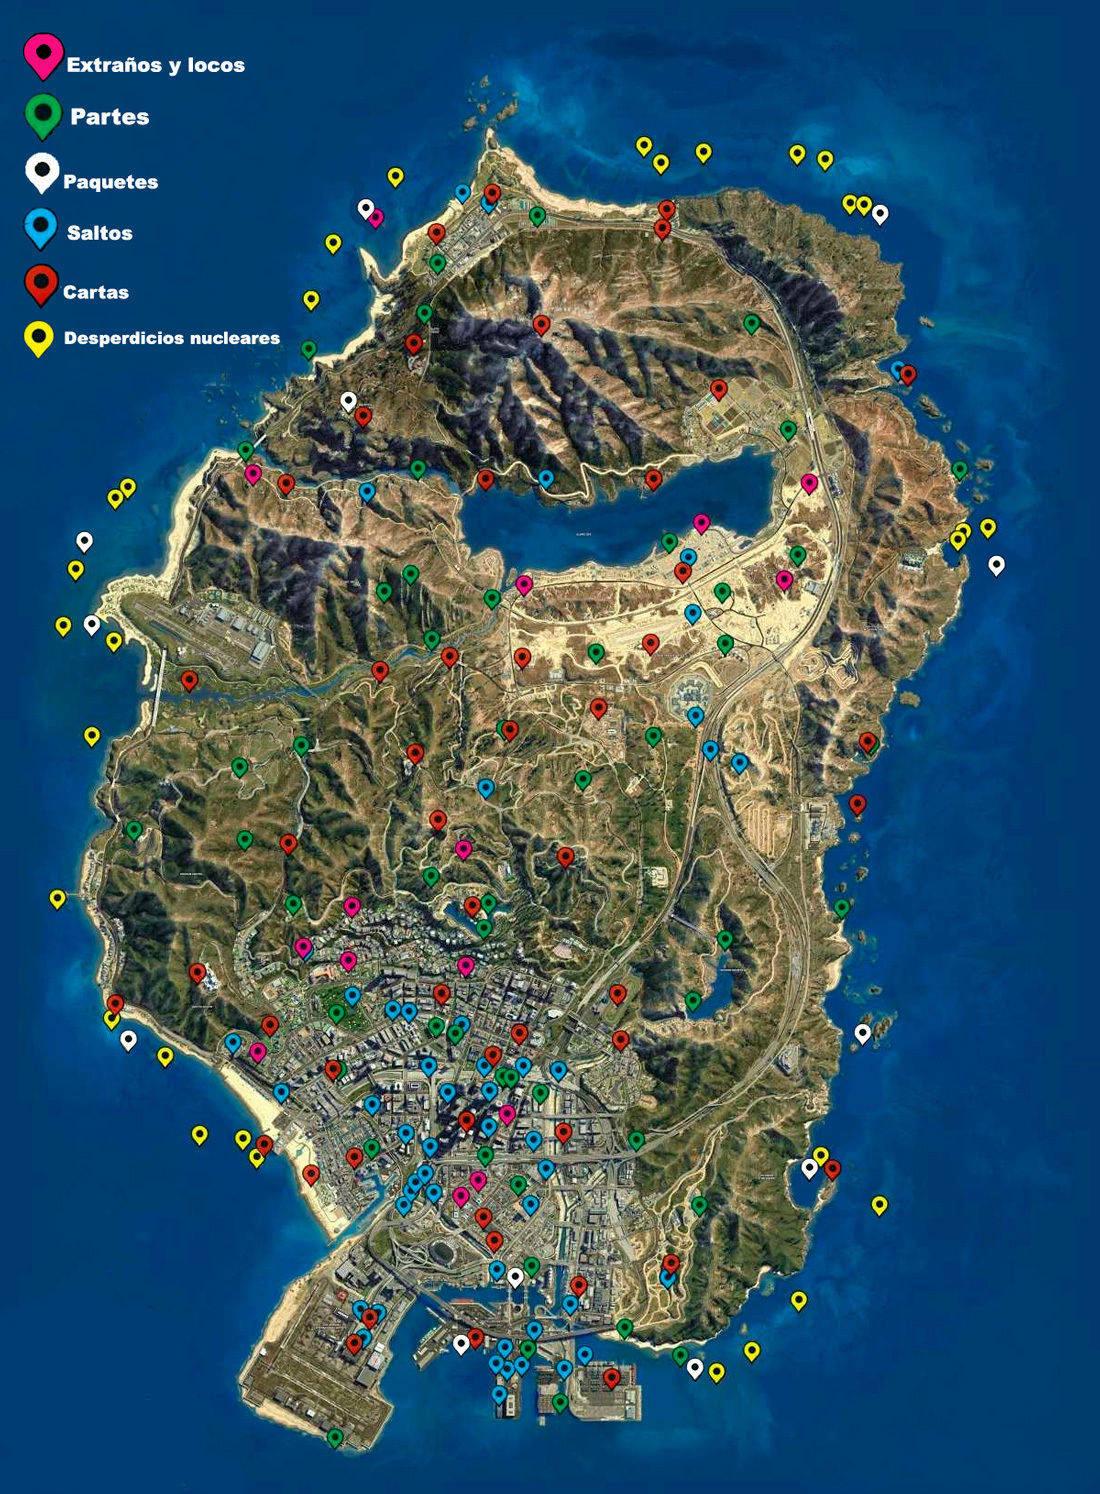 Extraños y locos
Partes
Paquetes
Saltos
Cartas
Desperdicios nucleares